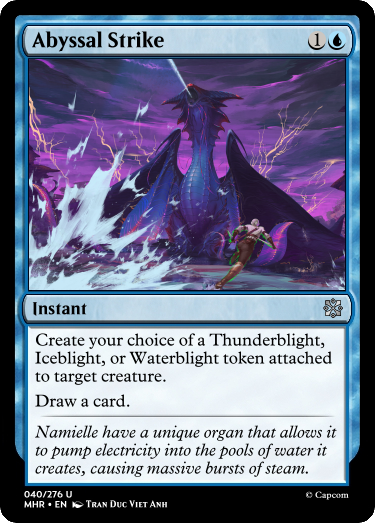 Abyssal Strike 1
Instant
Create your choice of a Thunderblight,
Iceblight, or Waterblight token attached
to target creature.
Draw a card.
Namielle have a unique organ that allows it
to pump electricity into the pools of water it
creates, causing massive bursts of steam.
040/276 U
MHR • EN Tran Duc Viet Anh
© Capcom